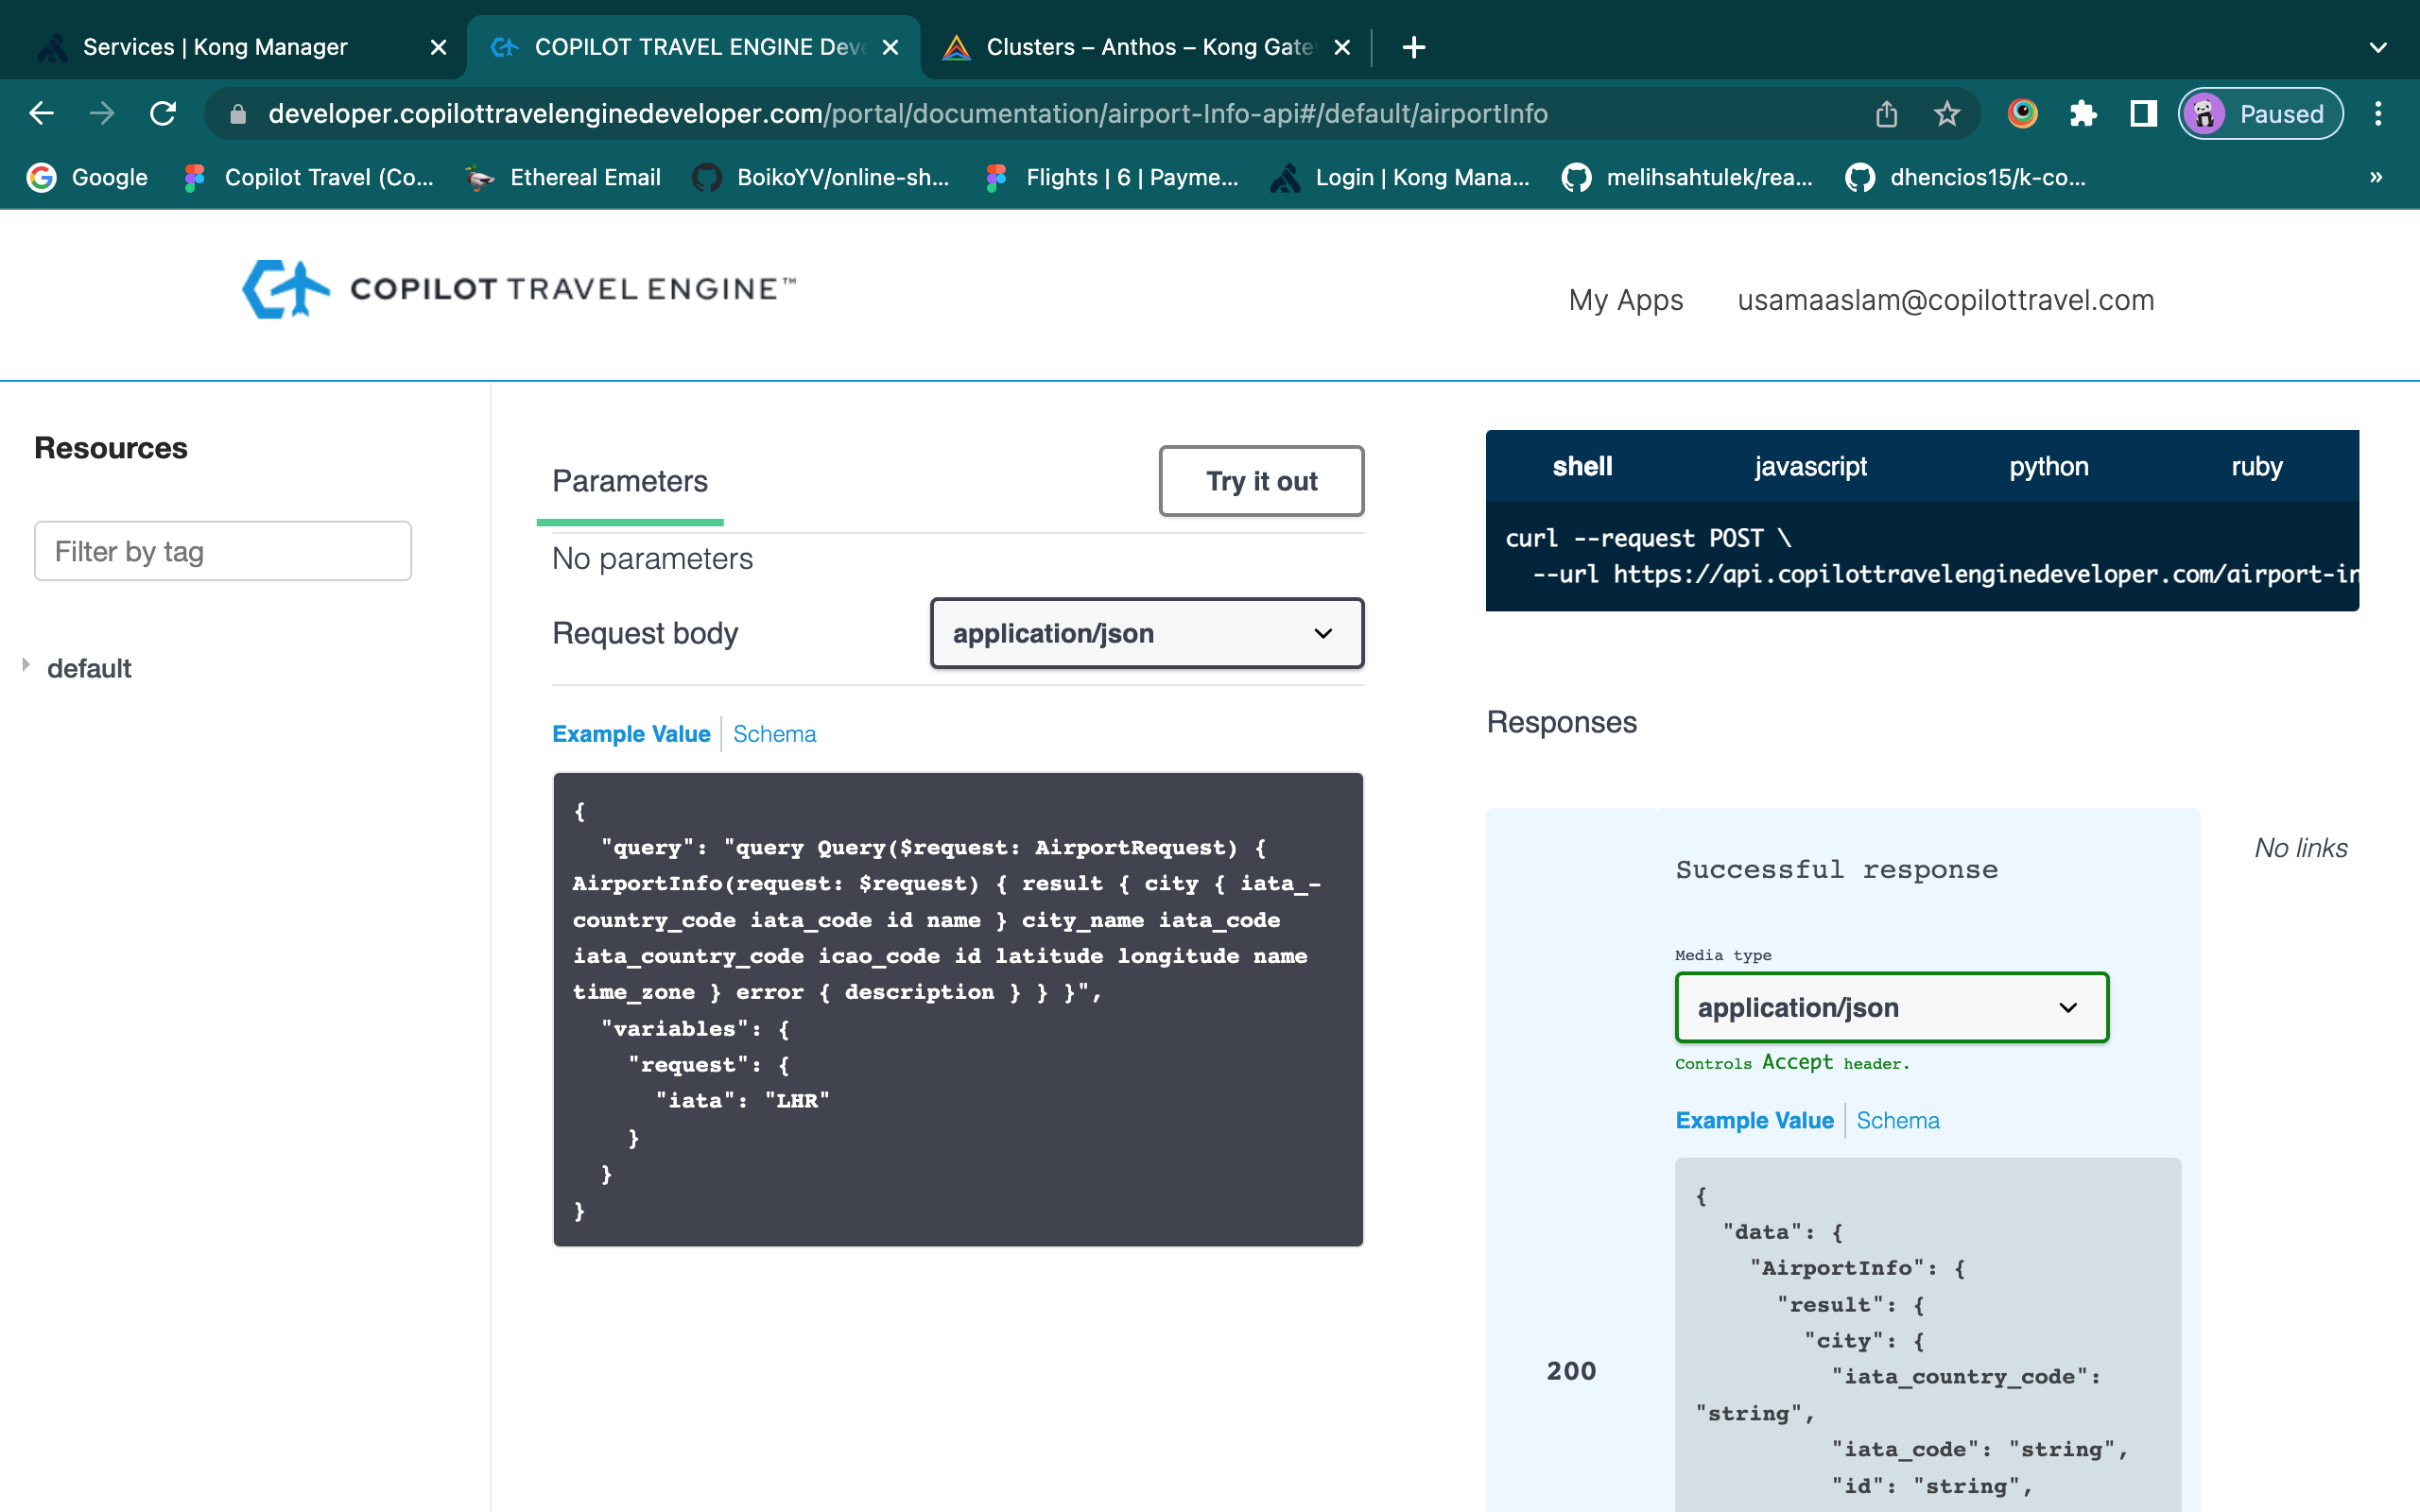 Services | Kong Manager
COPILOT TRAVEL ENGINE Deve
Clusters – Anthos – Kong Gate
developer.copilottravelenginedeveloper.com/portal/documentation/airport-Info-api#/default/airportInfo
Paused
Google
Copilot Travel (Co...
Ethereal Email
BoikoYV/online-sh...
Flights | 6 | Payme...
Login | Kong Mana...
melihsahtulek/rea...
dhencios15/k-co...
»
COPILOT TRAVEL ENGINE™
My Apps
usamaaslam@copilottravel.com
Resources
Filter by tag
default
Parameters
Try it out
No parameters
Request body
application/json
Example Value
Schema
{
"query": "query Query($request: AirportRequest) {
AirportInfo(request: $request) { result { city { iata_-
country_code iata_code id name } city_name iata_code
iata_country_code icao_code id latitude longitude name
time_zone } error { description } } }",
"variables": {
"request": {
"iata": "LHR"
}
}
}
shell
javascript
python
ruby
curl --request POST \
--url https://api.copilottravelenginedeveloper.com/airport-in
Responses
No links
Successful response
Media type
application/json
Controls Accept header.
Example Value
Schema
200
{
"data": {
"AirportInfo": {
"result": {
"city": {
"iata_country_code":
"string",
"iata_code": "string",
"id": "string",